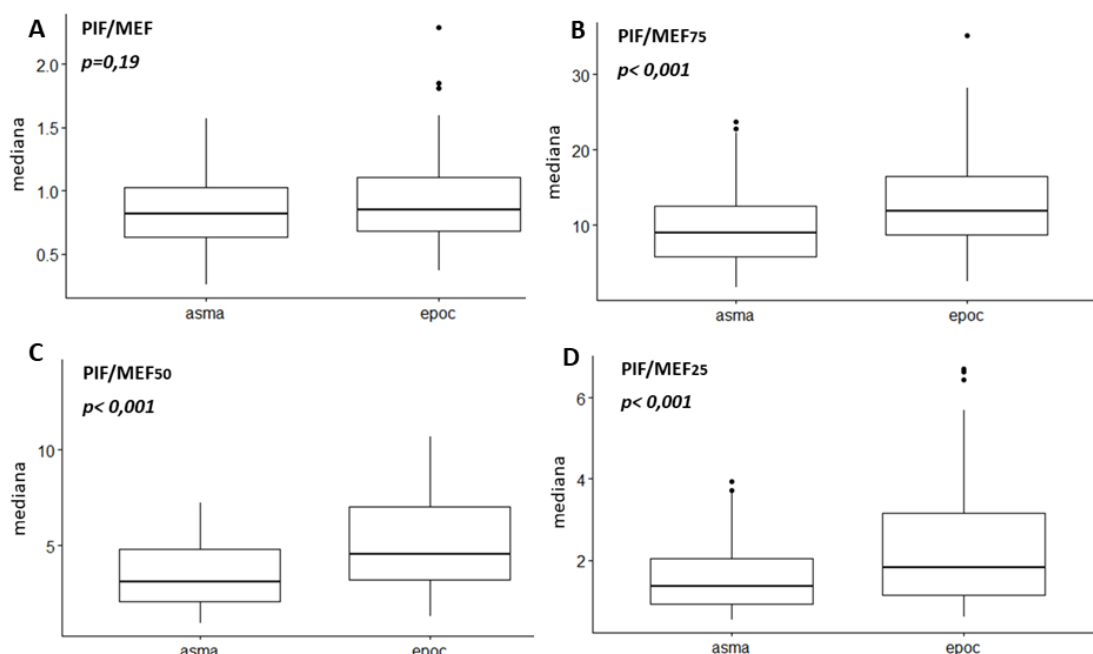 A
PIF/MEF
p=0,19
mediana
2.0
1.5
1.0
0.5
asma
epoc
B
PIF/MEF75
p< 0,001
mediana
30
20
10
asma
epoc
C
PIF/MEF50
p< 0,001
mediana
10
5
asma
epoc
D
PIF/MEF25
p< 0,001
mediana
6
4
2
asma
epoc